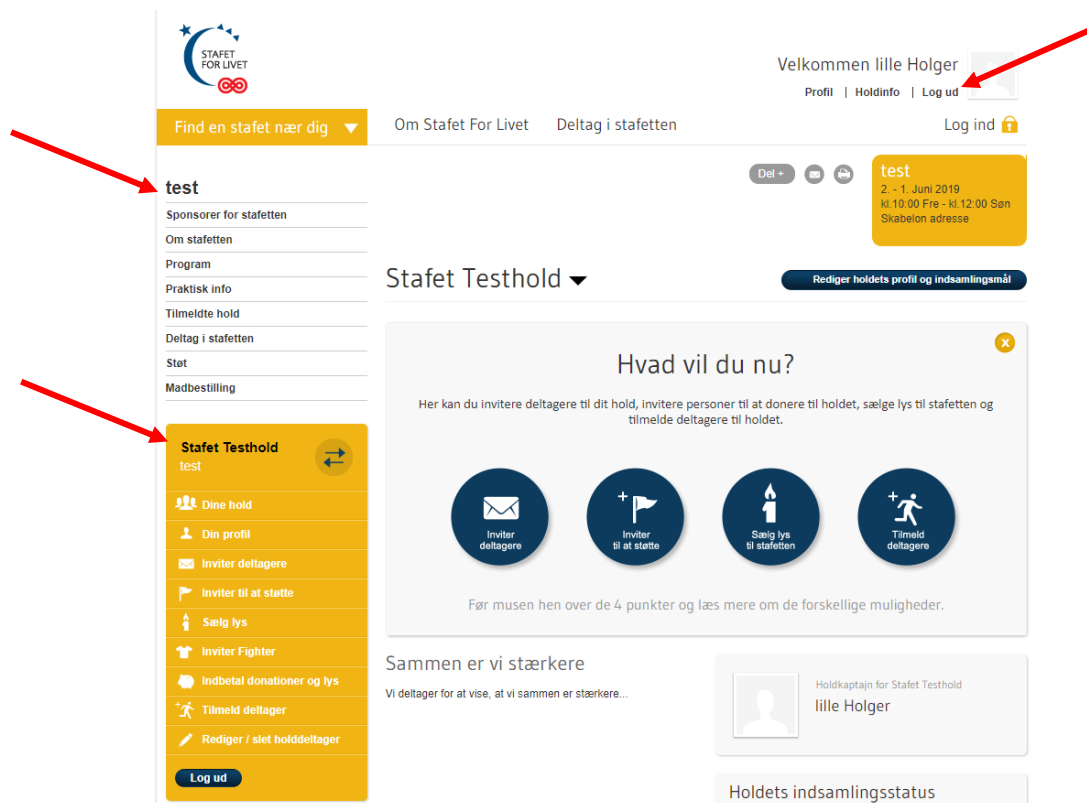 STAFET
FOR LIVET
Velkommen lille Holger
Profil | Holdinfo | Log ud
Find en stafet nær dig
Om Stafet For Livet
Deltag i stafetten
Log ind
test
Sponsorer for stafetten
Om stafetten
Program
Praktisk info
Tilmeldte hold
Deltag i stafetten
Støt
Madbestilling
Del +
test
2. - 1. Juni 2019
kl.10:00 Fre - kl.12:00 Søn
Skabelon adresse
Stafet Testhold
Rediger holdets profil og indsamlingsmål
x
Hvad vil du nu?
Her kan du invitere deltagere til dit hold, invitere personer til at donere til holdet, sælge lys til stafetten og
tilmelde deltagere til holdet.
Inviter
deltagere
Inviter
til at støtte
Sælg lys
til stafetten
Tilmeld
deltagere
Før musen hen over de 4 punkter og læs mere om de forskellige muligheder.
Stafet Testhold
test
Dine hold
Din profil
Inviter deltagere
Inviter til at støtte
Sælg lys
Inviter Fighter
Indbetal donationer og lys
Tilmeld deltager
Rediger / slet holddeltager
Log ud
Sammen er vi stærkere
Vi deltager for at vise, at vi sammen er stærkere...
Holdkaptajn for Stafet Testhold
lille Holger
Holdets indsamlingsstatus